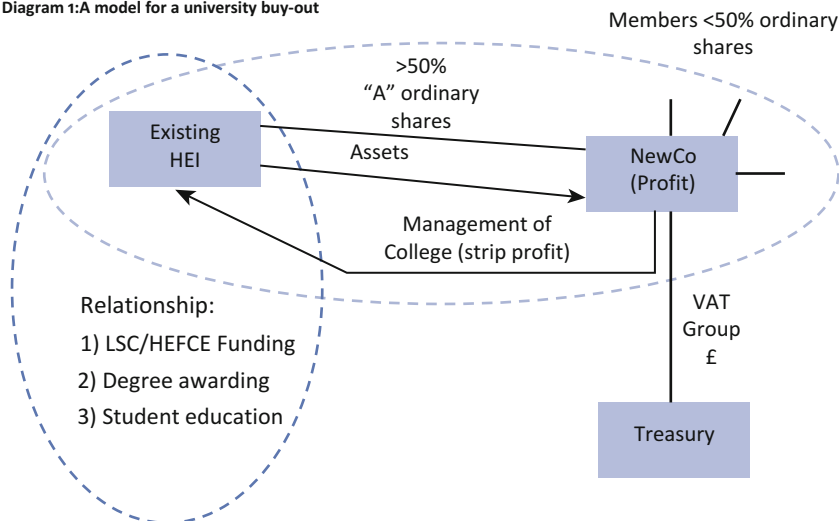 Diagram 1:A model for a university buy-out
Members <50% ordinary
shares
>50%
“A” ordinary
shares
Existing
HEI
Assets
NewCo
(Profit)
Management of
College (strip profit)
Relationship:
1) LSC/HEFCE Funding
2) Degree awarding
3) Student education
VAT
Group
£
Treasury